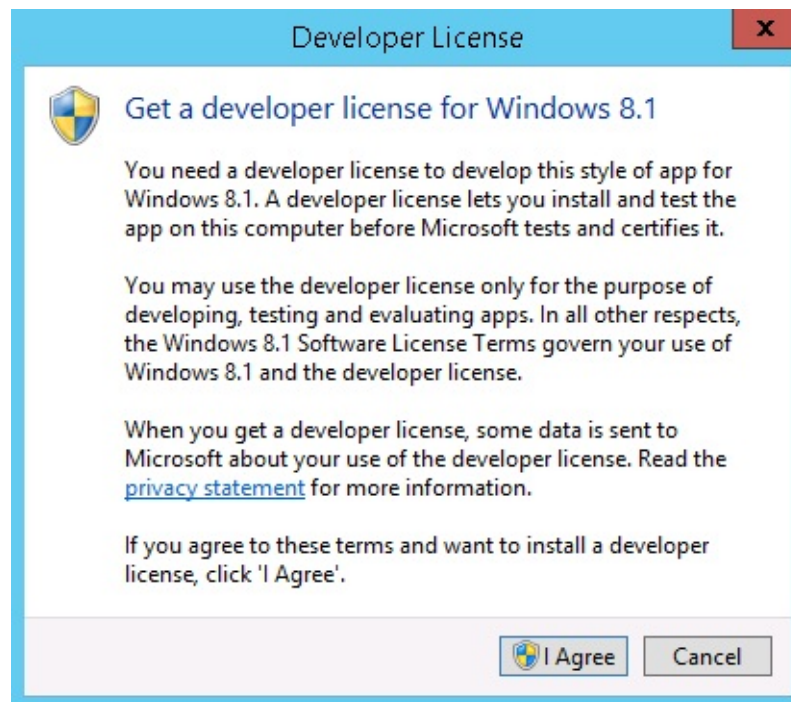 Developer License
x
Get a developer license for Windows 8.1
You need a developer license to develop this style of app for
Windows 8.1. A developer license lets you install and test the
app on this computer before Microsoft tests and certifies it.
You may use the developer license only for the purpose of
developing, testing and evaluating apps. In all other respects,
the Windows 8.1 Software License Terms govern your use of
Windows 8.1 and the developer license.
When you get a developer license, some data is sent to
Microsoft about your use of the developer license. Read the
privacy statement for more information.
If you agree to these terms and want to install a developer
license, click 'I Agree'.
I Agree
Cancel